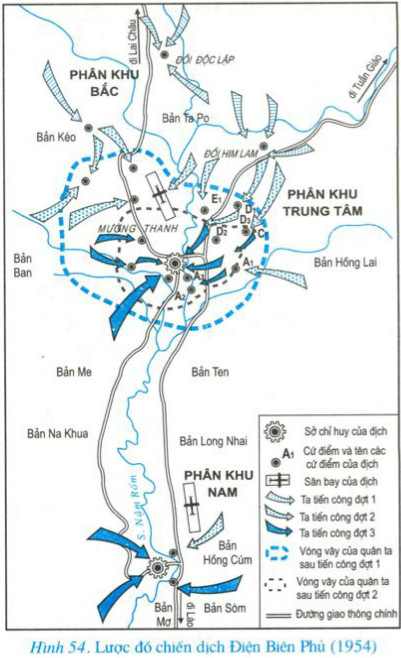 đi Lai Châu
ĐỒI ĐỘC LẬP
đi Tuần Giáo
PHÂN KHU
BẮC
Bản Ta Po
Bản Kéo
ĐỒI HIM LAM
PHÂN KHU
TRUNG TÂM
E1
D1
D3
D2
C
MƯỜNG THANH
Bản
Ban
A1
A3
A2
Bản Hồng Lai
Bản Me
Bản Ten
Bản Na Khua
Bản Long Nhai
PHÂN KHU
NAM
S. Nậm Rốm
Bản
Hồng Cúm
Bản
Mơ
đi Lào
Bản Sôm
Sở chỉ huy của địch
A1 Cứ điểm và tên các
cứ điểm của địch
Sân bay của địch
Ta tiến công đợt 1
Ta tiến công đợt 2
Ta tiến công đợt 3
Vòng vây của quân ta
sau tiến công đợt 1
Vòng vây của quân ta
sau tiến công đợt 2
Đường giao thông chính
Hình 54. Lược đồ chiến dịch Điện Biên Phủ (1954)